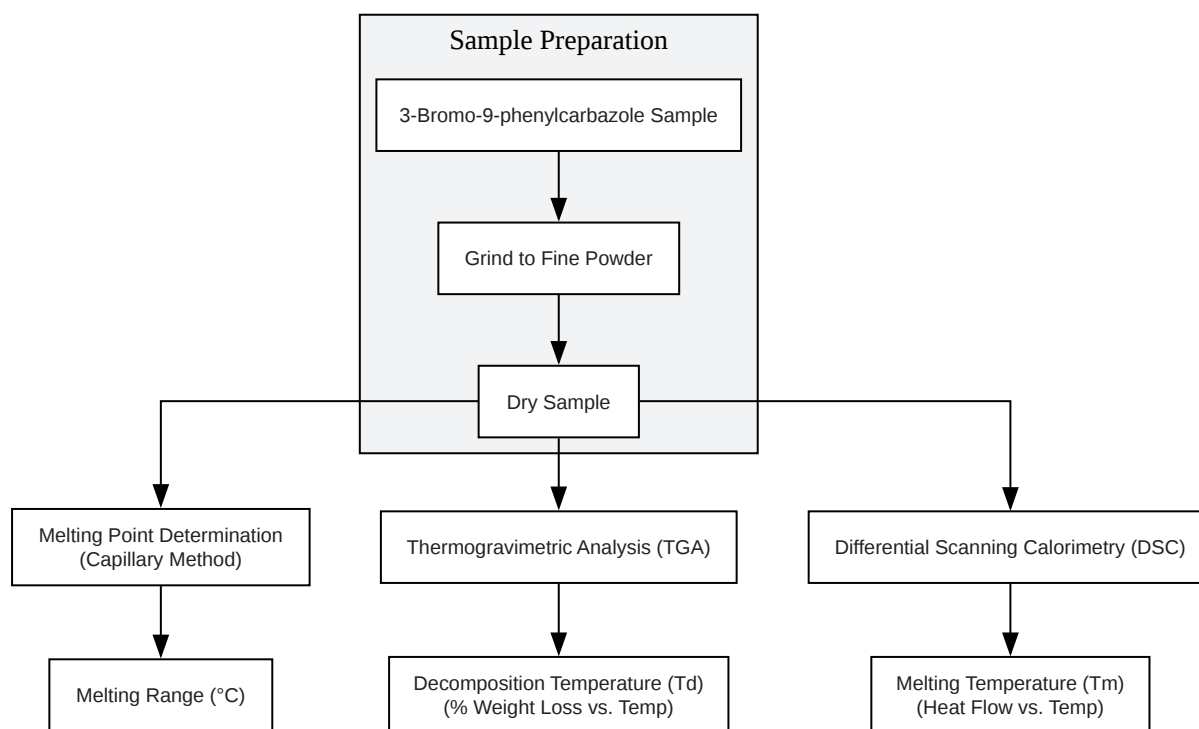 Sample Preparation
3-Bromo-9-phenylcarbazole Sample
Grind to Fine Powder
Dry Sample
Melting Point Determination
(Capillary Method)
Thermogravimetric Analysis (TGA)
Differential Scanning Calorimetry (DSC)
Melting Range (°C)
Decomposition Temperature (Td)
(% Weight Loss vs. Temp)
Melting Temperature (Tm)
(Heat Flow vs. Temp)